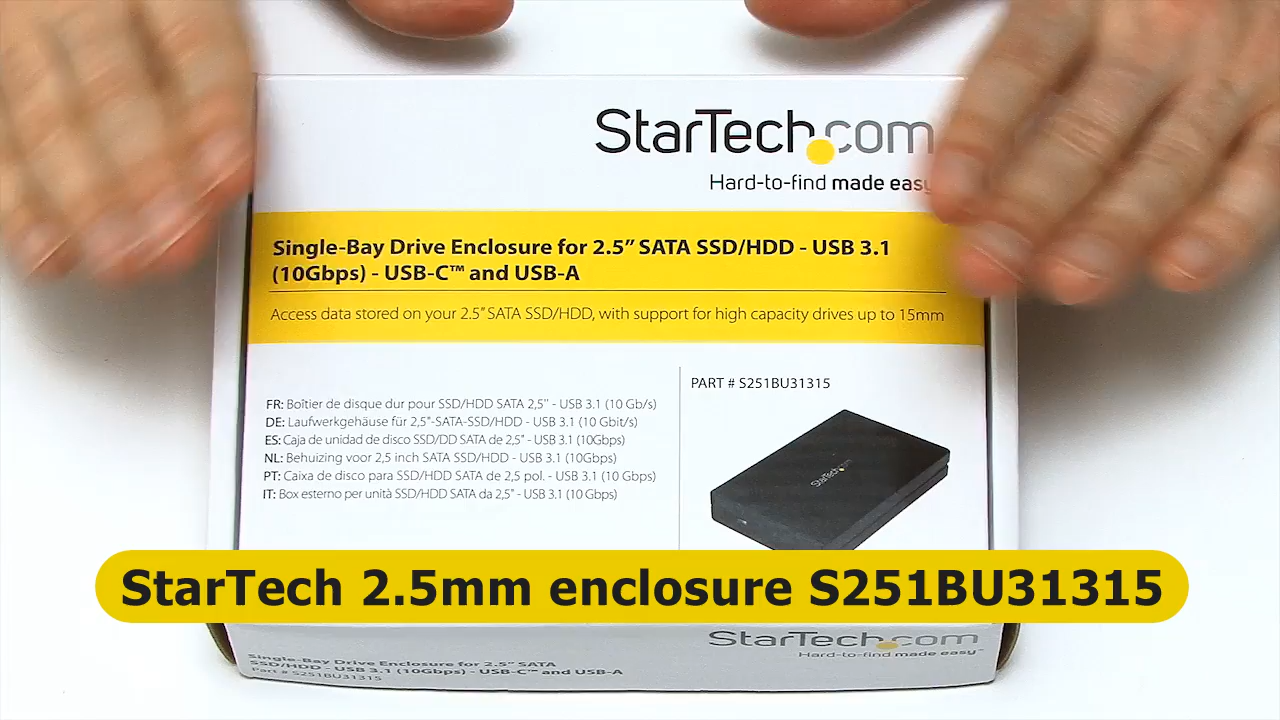 StarTech.com
Hard-to-find made easy
Single-Bay Drive Enclosure for 2.5” SATA SSD/HDD - USB 3.1
(10Gbps) - USB-C™ and USB-A
Access data stored on your 2.5” SATA SSD/HDD, with support for high capacity drives up to 15mm
FR: Boîtier de disque dur pour SSD/HDD SATA 2,5'' - USB 3.1 (10 Gb/s)
DE: Laufwerkgehäuse für 2,5"-SATA-SSD/HDD - USB 3.1 (10 Gbit/s)
ES: Caja de unidad de disco SSD/DD SATA de 2,5" - USB 3.1 (10Gbps)
NL: Behuizing voor 2,5 inch SATA SSD/HDD - USB 3.1 (10Gbps)
PT: Caixa de disco para SSD/HDD SATA de 2,5 pol. - USB 3.1 (10 Gbps)
IT: Box esterno per unità SSD/HDD SATA da 2,5" - USB 3.1 (10 Gbps)
PART # S251BU31315
StarTech.com
StarTech 2.5mm enclosure S251BU31315
StarTech.com
Hard-to-find made easy™
Single-Bay Drive Enclosure for 2.5” SATA
SSD/HDD - USB 3.1 (10Gbps) - USB-C™ and USB-A
Part # S251BU31315